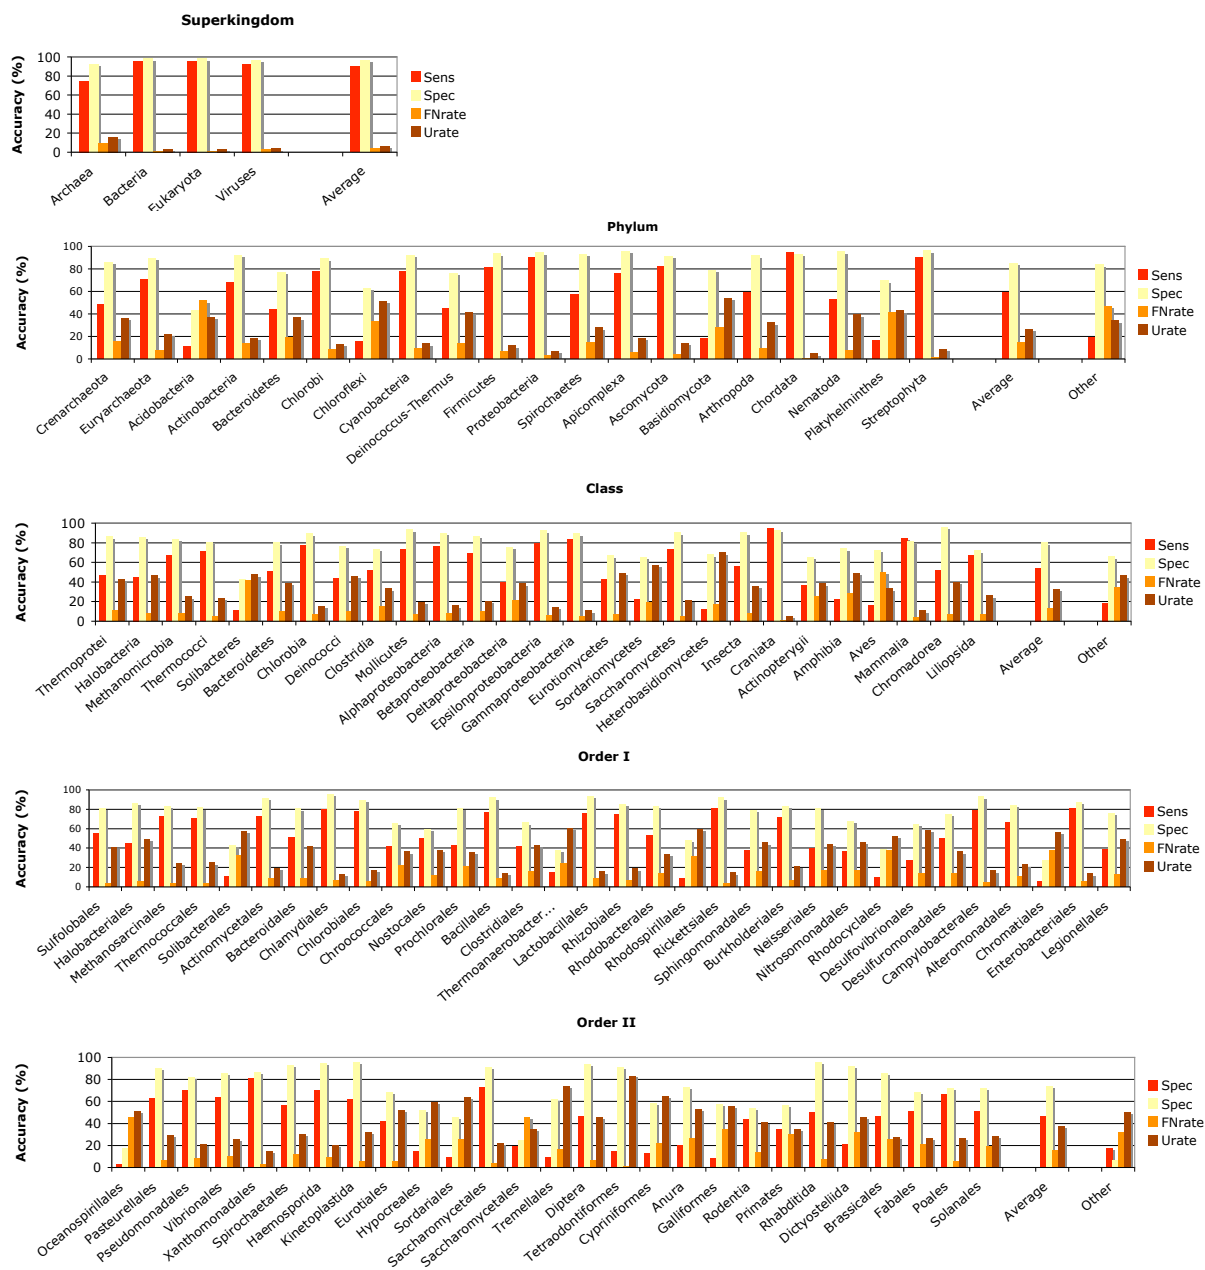 Superkingdom
Accuracy (%)
100
80
60
40
20
0
Archaea
Bacteria
Eukaryota
Viruses
Average
Sens
Spec
FNrate
Urate
Phylum
Accuracy (%)
100
80
60
40
20
0
Crenarchaeota
Euryarchaeota
Acidobacteria
Actinobacteria
Bacteroidetes
Chlorobi
Chloroflexi
Cyanobacteria
Deinococcus-Thermus
Firmicutes
Proteobacteria
Spirochaetes
Apicomplexa
Ascomycota
Basidiomycota
Arthropoda
Chordata
Nematoda
Platyhelminthes
Streptophyta
Average
Other
Sens
Spec
FNrate
Urate
Class
Accuracy (%)
100
80
60
40
20
0
Thermoprotei
Halobacteria
Methanomicrobia
Thermococci
Solibacteres
Bacteroidetes
Chlorobia
Deinococci
Clostridia
Mollicutes
Alphaproteobacteria
Betaproteobacteria
Deltaproteobacteria
Epsilonproteobacteria
Gammaproteobacteria
Eurotiomycetes
Sordariomycetes
Saccharomycetes
Heterobasidiomycetes
Insecta
Craniata
Actinopterygii
Amphibia
Aves
Mammalia
Chromadorea
Liliopsida
Average
Other
Sens
Spec
FNrate
Urate
Order I
Accuracy (%)
100
80
60
40
20
0
Sulfolobales
Halobacteriales
Methanosarcinales
Thermococcales
Solibacterales
Actinomycetales
Bacteroidales
Chlamydiales
Chlorobiales
Chroococcales
Nostocales
Prochlorales
Bacillales
Clostridiales
Thermoanaerobacter...
Lactobacillales
Rhizobiales
Rhodobacterales
Rhodospirillales
Rickettsiales
Sphingomonadales
Burkholderiales
Neisseriales
Nitrosomonadales
Rhodocyclales
Desulfovibrionales
Desulfuromonadales
Campylobacterales
Alteromonadales
Chromatiales
Enterobacteriales
Legionellales
Sens
Spec
FNrate
Urate
Order II
Accuracy (%)
100
80
60
40
20
0
Oceanospirillales
Pasteurellales
Pseudomonadales
Vibrionales
Xanthomonadales
Spirochaetales
Haemosporida
Kinetoplastida
Eurotiales
Hypocreales
Sordariales
Saccharomycetales
Saccharomycetales
Tremellales
Diptera
Tetraodontiformes
Cypriniformes
Anura
Galliformes
Rodentia
Primates
Rhabditida
Dictyosteliida
Brassicales
Fabales
Poales
Solanales
Average
Other
Spec
Spec
FNrate
Urate